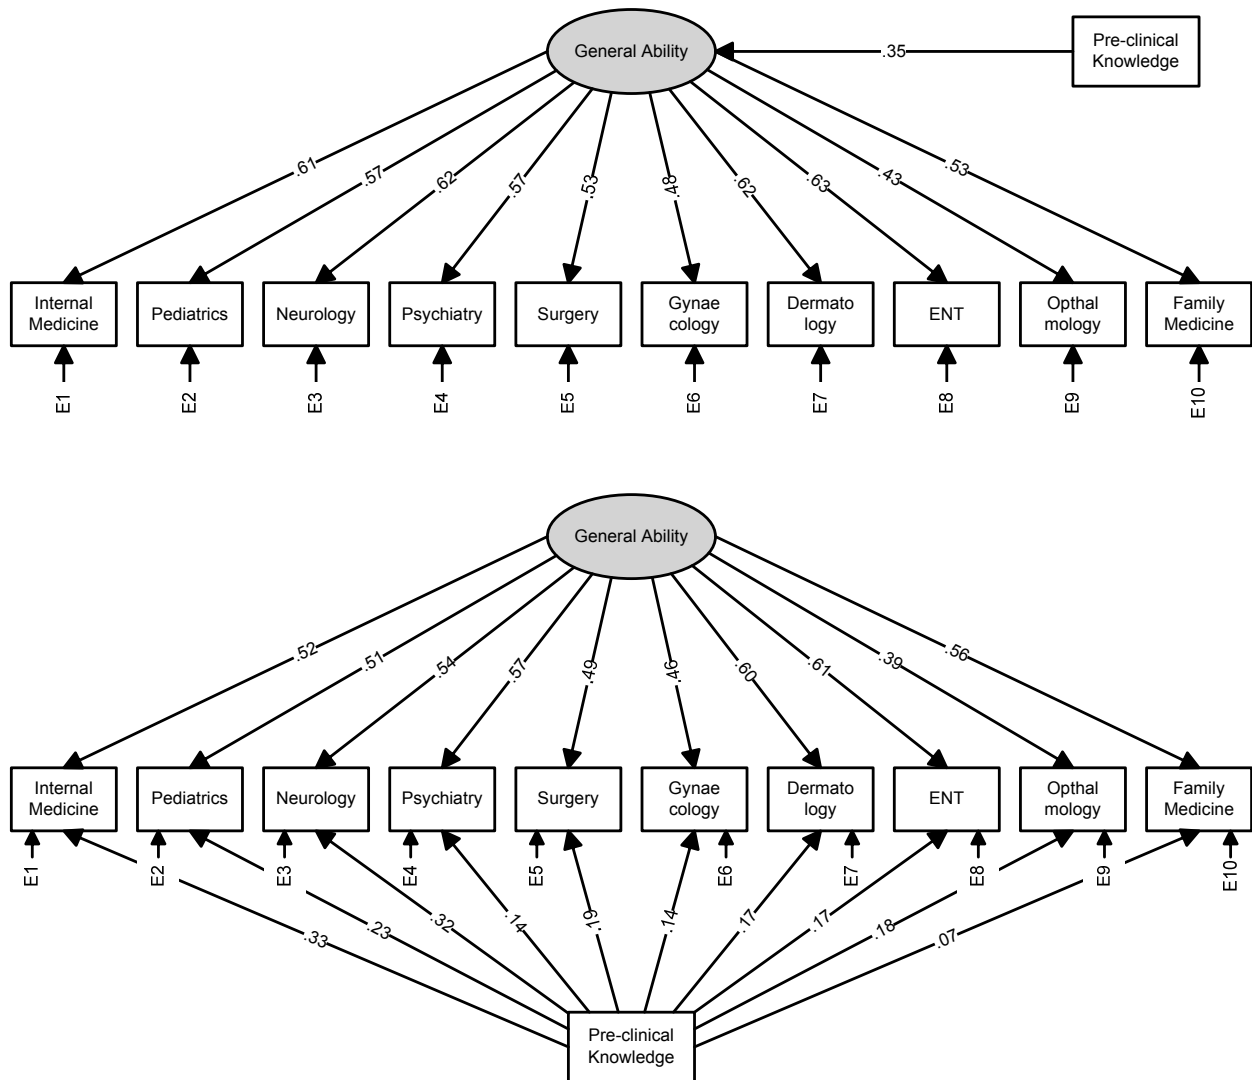 General Ability
.35
Pre-clinical
Knowledge
.61
.57
.62
.57
.53
.48
.62
.63
.43
.53
Internal
Medicine
Pediatrics
Neurology
Psychiatry
Surgery
Gynae
cology
Dermato
logy
ENT
Opthal
mology
Family
Medicine
E1
E2
E3
E4
E5
E6
E7
E8
E9
E10
General Ability
.52
.51
.54
.57
.49
.46
.60
.61
.39
.56
Internal
Medicine
Pediatrics
Neurology
Psychiatry
Surgery
Gynae
cology
Dermato
logy
ENT
Opthal
mology
Family
Medicine
E1
E2
E3
E4
E5
E6
E7
E8
E9
E10
.33
.23
.32
.14
.19
.14
.17
.17
.18
.07
Pre-clinical
Knowledge